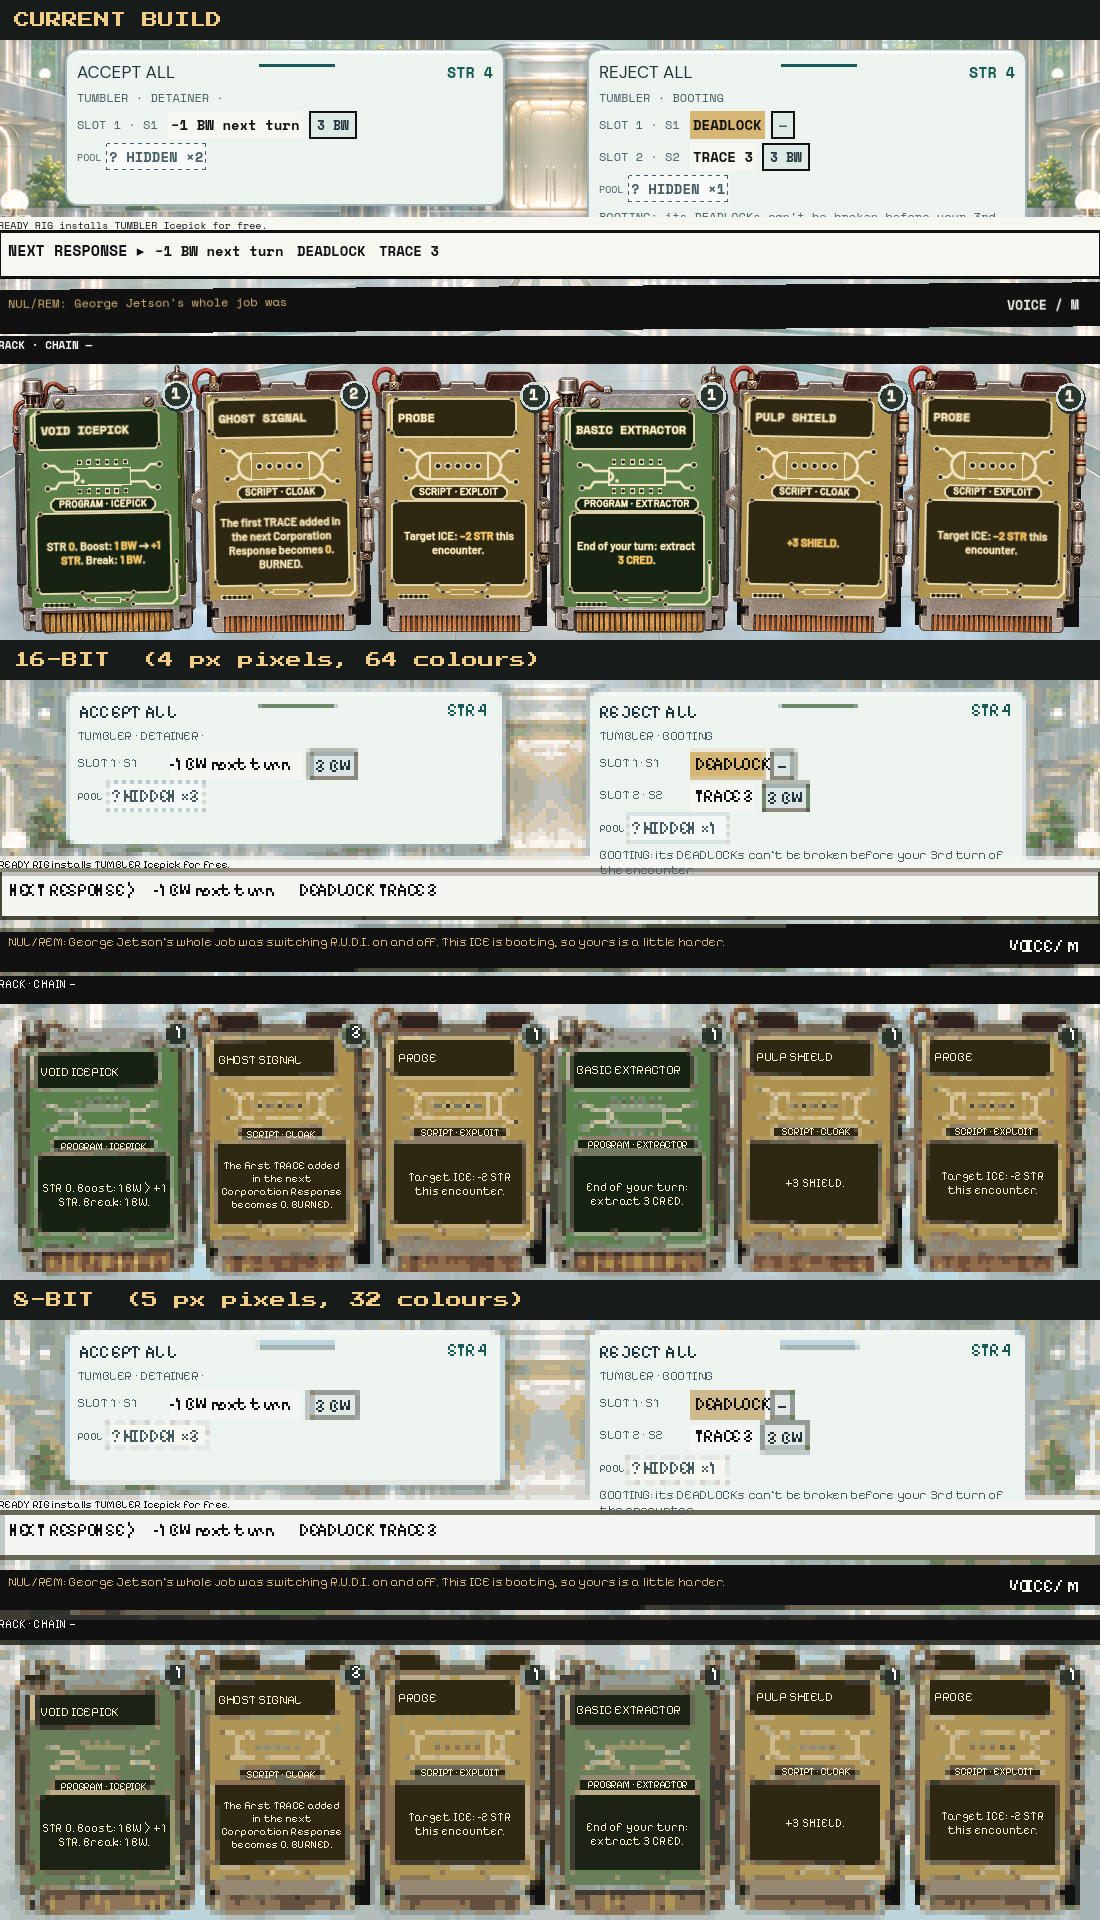 CURRENT BUILD
ACCEPT ALL STR 4
TUMBLER · DETAINER ·
SLOT 1 · S1 −1 BW next turn 3 BW
POOL ? HIDDEN ×2
REJECT ALL STR 4
TUMBLER · BOOTING
SLOT 1 · S1 DEADLOCK —
SLOT 2 · S2 TRACE 3 3 BW
POOL ? HIDDEN ×1
BOOTING: its DEADLOCKs can't be broken before your 3rd
READY RIG installs TUMBLER Icepick for free.
NEXT RESPONSE ▸ −1 BW next turn DEADLOCK TRACE 3
NUL/REM: George Jetson's whole job was
VOICE / M
RACK · CHAIN —
VOID ICEPICK 1
PROGRAM · ICEPICK
STR 0. Boost: 1 BW → +1
STR. Break: 1 BW.
GHOST SIGNAL 2
SCRIPT · CLOAK
The first TRACE added in
the next Corporation
Response becomes 0.
BURNED.
PROBE 1
SCRIPT · EXPLOIT
Target ICE: −2 STR this
encounter.
BASIC EXTRACTOR 1
PROGRAM · EXTRACTOR
End of your turn: extract
3 CRED.
PULP SHIELD 1
SCRIPT · CLOAK
+3 SHIELD.
PROBE 1
SCRIPT · EXPLOIT
Target ICE: −2 STR this
encounter.
16-BIT (4 px pixels, 64 colours)
ACCEPT ALL STR 4
TUMBLER · DETAINER ·
SLOT 1 · S1 −1 BW next turn 3 BW
POOL ? HIDDEN ×2
REJECT ALL STR 4
TUMBLER · BOOTING
SLOT 1 · S1 DEADLOCK —
SLOT 2 · S2 TRACE 3 3 BW
POOL ? HIDDEN ×1
BOOTING: its DEADLOCKs can't be broken before your 3rd turn of
the encounter.
READY RIG installs TUMBLER Icepick for free.
NEXT RESPONSE > −1 BW next turn DEADLOCK TRACE 3
NUL/REM: George Jetson's whole job was switching R.U.D.I. on and off. This ICE is booting, so yours is a little harder.
VOICE / M
RACK · CHAIN —
VOID ICEPICK 1
PROGRAM · ICEPICK
STR 0. Boost: 1 BW > +1
STR. Break: 1 BW.
GHOST SIGNAL 2
SCRIPT · CLOAK
The first TRACE added
in the next
Corporation Response
becomes 0. BURNED.
PROBE 1
SCRIPT · EXPLOIT
Target ICE: −2 STR
this encounter.
BASIC EXTRACTOR 1
PROGRAM · EXTRACTOR
End of your turn:
extract 3 CRED.
PULP SHIELD 1
SCRIPT · CLOAK
+3 SHIELD.
PROBE 1
SCRIPT · EXPLOIT
Target ICE: −2 STR
this encounter.
8-BIT (5 px pixels, 32 colours)
ACCEPT ALL STR 4
TUMBLER · DETAINER ·
SLOT 1 · S1 −1 BW next turn 3 BW
POOL ? HIDDEN ×2
REJECT ALL STR 4
TUMBLER · BOOTING
SLOT 1 · S1 DEADLOCK —
SLOT 2 · S2 TRACE 3 3 BW
POOL ? HIDDEN ×1
BOOTING: its DEADLOCKs can't be broken before your 3rd turn of
the encounter.
READY RIG installs TUMBLER Icepick for free.
NEXT RESPONSE > −1 BW next turn DEADLOCK TRACE 3
NUL/REM: George Jetson's whole job was switching R.U.D.I. on and off. This ICE is booting, so yours is a little harder.
VOICE / M
RACK · CHAIN —
VOID ICEPICK 1
PROGRAM · ICEPICK
STR 0. Boost: 1 BW > +1
STR. Break: 1 BW.
GHOST SIGNAL 2
SCRIPT · CLOAK
The first TRACE added
in the next
Corporation Response
becomes 0. BURNED.
PROBE 1
SCRIPT · EXPLOIT
Target ICE: −2 STR
this encounter.
BASIC EXTRACTOR 1
PROGRAM · EXTRACTOR
End of your turn:
extract 3 CRED.
PULP SHIELD 1
SCRIPT · CLOAK
+3 SHIELD.
PROBE 1
SCRIPT · EXPLOIT
Target ICE: −2 STR
this encounter.